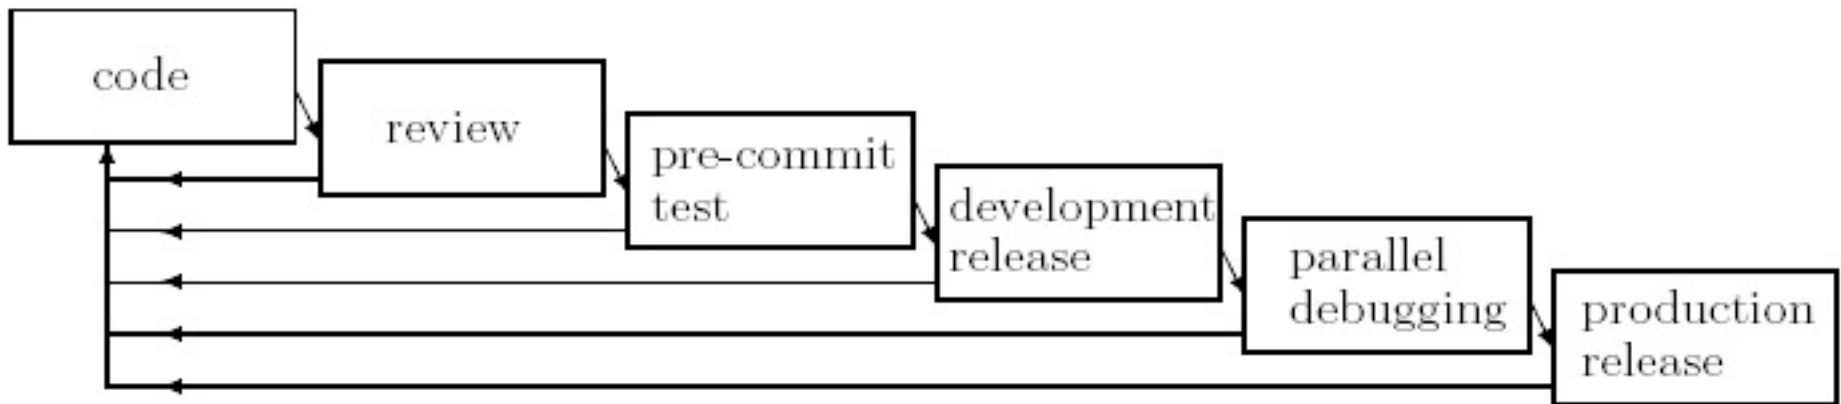 code
review
pre-commit
test
development
release
parallel
debugging
production
release